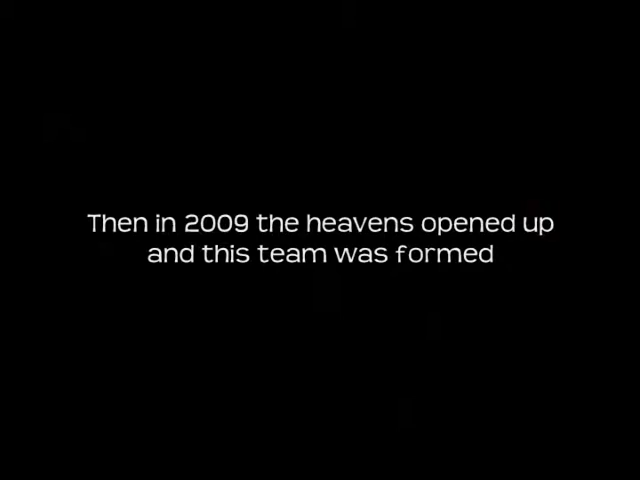 Then in 2009 the heavens opened up
and this team was formed